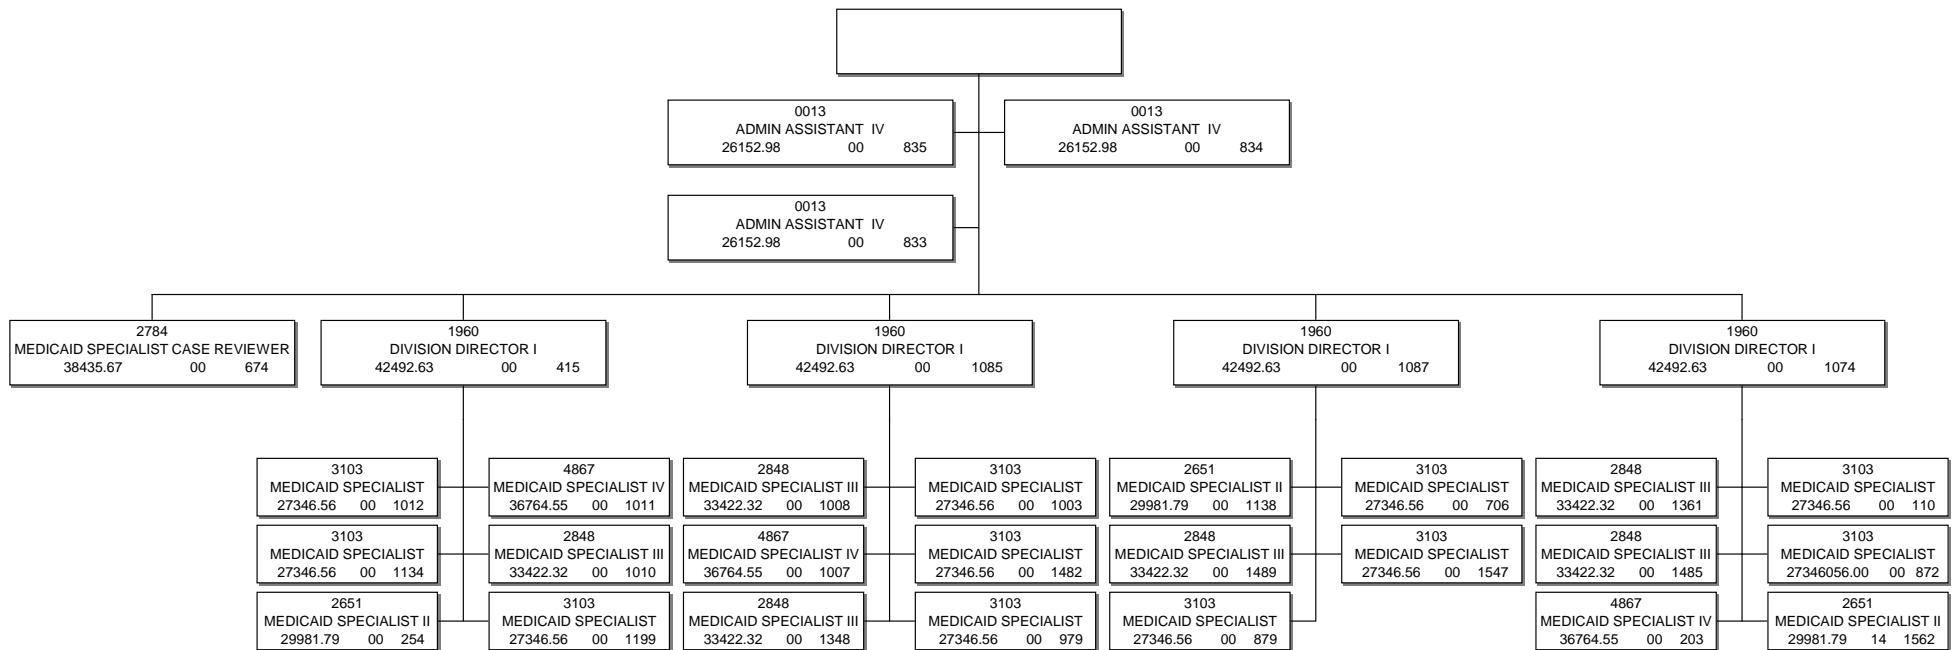 0013
ADMIN ASSISTANT IV
26152.98 00 835
0013
ADMIN ASSISTANT IV
26152.98 00 834
0013
ADMIN ASSISTANT IV
26152.98 00 833
2784
MEDICAID SPECIALIST CASE REVIEWER
38435.67 00 674
1960
DIVISION DIRECTOR I
42492.63 00 415
1960
DIVISION DIRECTOR I
42492.63 00 1085
1960
DIVISION DIRECTOR I
42492.63 00 1087
1960
DIVISION DIRECTOR I
42492.63 00 1074
3103
MEDICAID SPECIALIST
27346.56 00 1012
4867
MEDICAID SPECIALIST IV
36764.55 00 1011
3103
MEDICAID SPECIALIST
27346.56 00 1134
2848
MEDICAID SPECIALIST III
33422.32 00 1010
2651
MEDICAID SPECIALIST II
29981.79 00 254
3103
MEDICAID SPECIALIST
27346.56 00 1199
2848
MEDICAID SPECIALIST III
33422.32 00 1008
3103
MEDICAID SPECIALIST
27346.56 00 1003
4867
MEDICAID SPECIALIST IV
36764.55 00 1007
3103
MEDICAID SPECIALIST
27346.56 00 1482
2848
MEDICAID SPECIALIST III
33422.32 00 1348
3103
MEDICAID SPECIALIST
27346.56 00 979
2651
MEDICAID SPECIALIST II
29981.79 00 1138
3103
MEDICAID SPECIALIST
27346.56 00 706
2848
MEDICAID SPECIALIST III
33422.32 00 1489
3103
MEDICAID SPECIALIST
27346.56 00 1547
3103
MEDICAID SPECIALIST
27346.56 00 879
2848
MEDICAID SPECIALIST III
33422.32 00 1361
3103
MEDICAID SPECIALIST
27346.56 00 110
2848
MEDICAID SPECIALIST III
33422.32 00 1485
3103
MEDICAID SPECIALIST
27346056.00 00 872
4867
MEDICAID SPECIALIST IV
36764.55 00 203
2651
MEDICAID SPECIALIST II
29981.79 14 1562